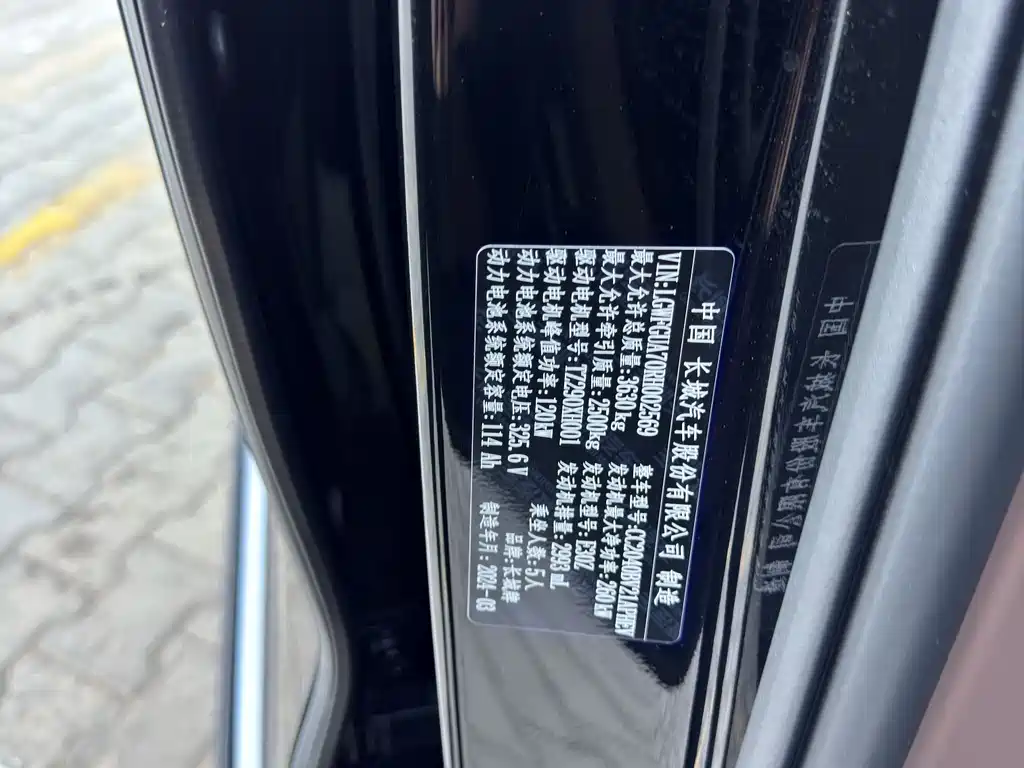 中国 长城汽车股份有限公司 制造
VIN:LGWFGUA70RH002569 整车型号:CC2040BY21APHEV
最大允许总质量:3630kg 发动机最大净功率:260kW
最大允许牵引质量:2500kg 发动机型号:E30Z
驱动电机型号:TZ290XH001 发动机排量:2993 mL
驱动电机峰值功率:120kW 乘坐人数:5人
动力电池系统额定电压:325.6 V 品牌:长城牌
动力电池系统额定容量:114 Ah 制造年月:2024-03